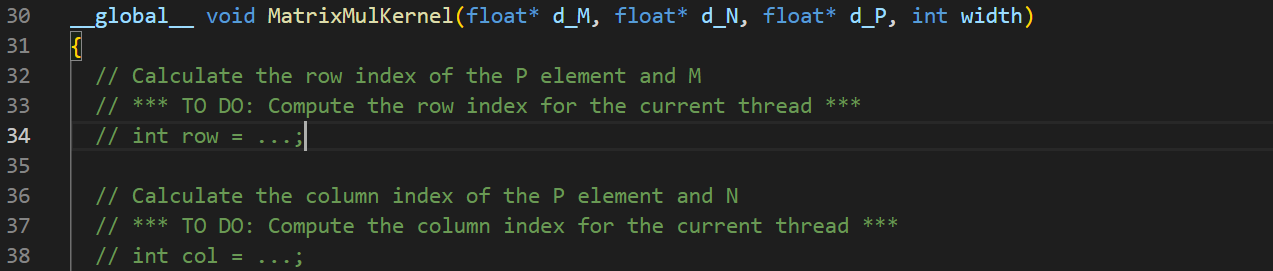 30 __global__ void MatrixMulKernel(float* d_M, float* d_N, float* d_P, int width)
31 {
32 // Calculate the row index of the P element and M
33 // *** TO DO: Compute the row index for the current thread ***
34 // int row = ...;
35
36 // Calculate the column index of the P element and N
37 // *** TO DO: Compute the column index for the current thread ***
38 // int col = ...;